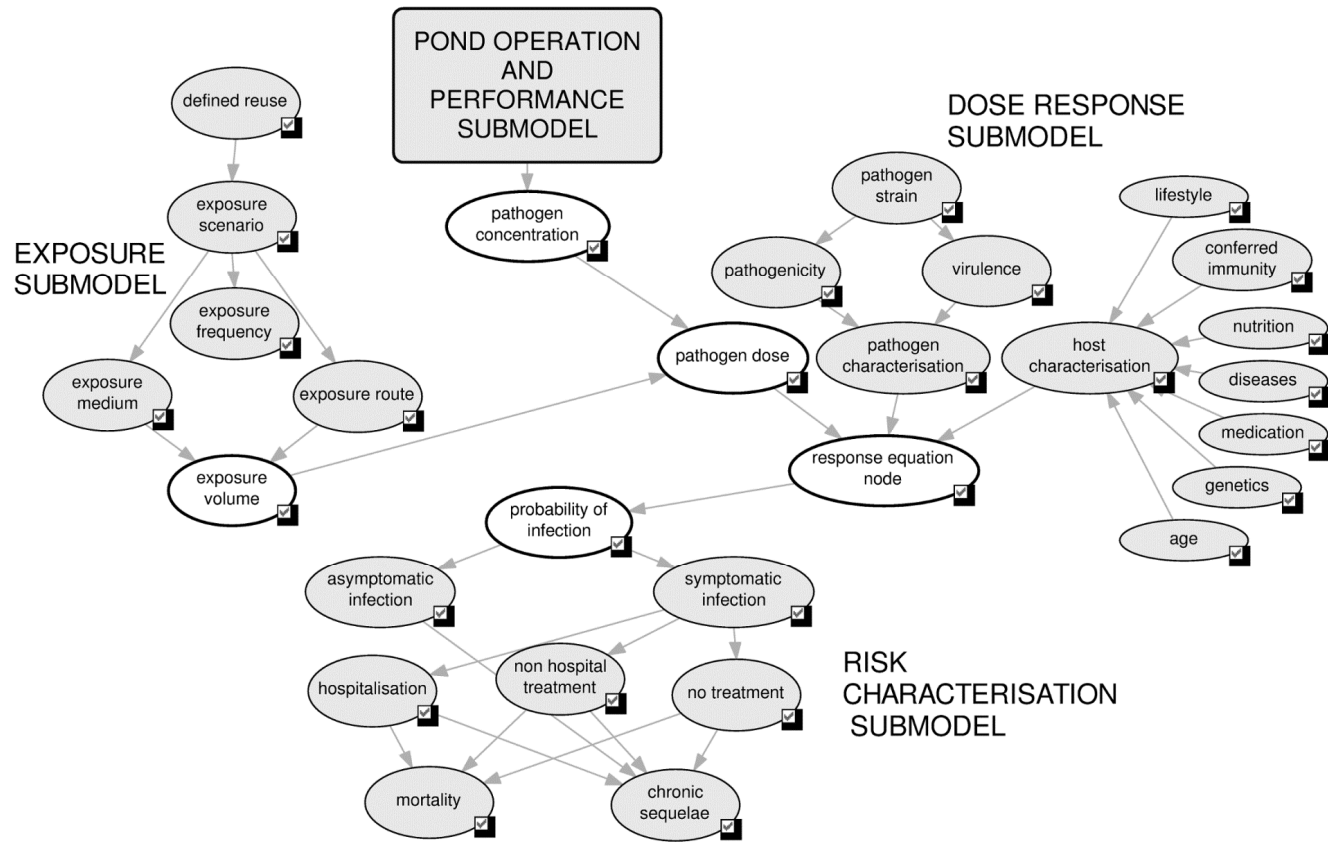 POND OPERATION
AND
PERFORMANCE
SUBMODEL
defined reuse
DOSE RESPONSE
SUBMODEL
pathogen
strain
lifestyle
exposure
scenario
pathogen
concentration
EXPOSURE
SUBMODEL
pathogenicity
virulence
conferred
immunity
exposure
frequency
nutrition
pathogen dose
pathogen
characterisation
host
characterisation
diseases
exposure
medium
exposure route
medication
exposure
volume
response equation
node
genetics
probability of
infection
age
asymptomatic
infection
symptomatic
infection
hospitalisation
non hospital
treatment
no treatment
RISK
CHARACTERISATION
SUBMODEL
mortality
chronic
sequelae